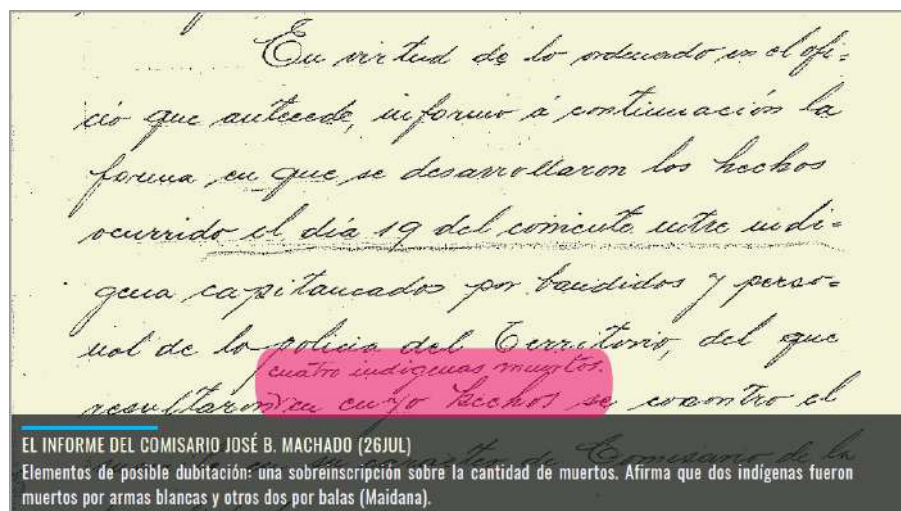 En virtud de lo ordenado en el ofi=
cio que antecede, informo á continuación la
forma en que se desarrollaron los hechos
ocurrido el día 19 del corriente entre indi=
gena capitaneados por bandidos y perso=
nal de la policia del Territorio, del que
cuatro indigenas muertos.
resultaron en cuyo hechos se encontro el
Comisario de la
EL INFORME DEL COMISARIO JOSÉ B. MACHADO (26JUL)
Elementos de posible dubitación: una sobreinscripción sobre la cantidad de muertos. Afirma que dos indígenas fueron
muertos por armas blancas y otros dos por balas (Maidana).